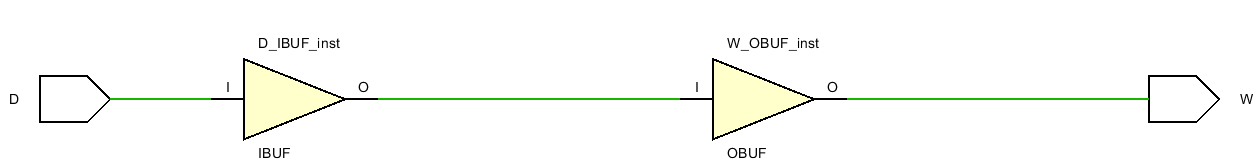 D_IBUF_inst
W_OBUF_inst
D
I
O
I
O
W
IBUF
OBUF